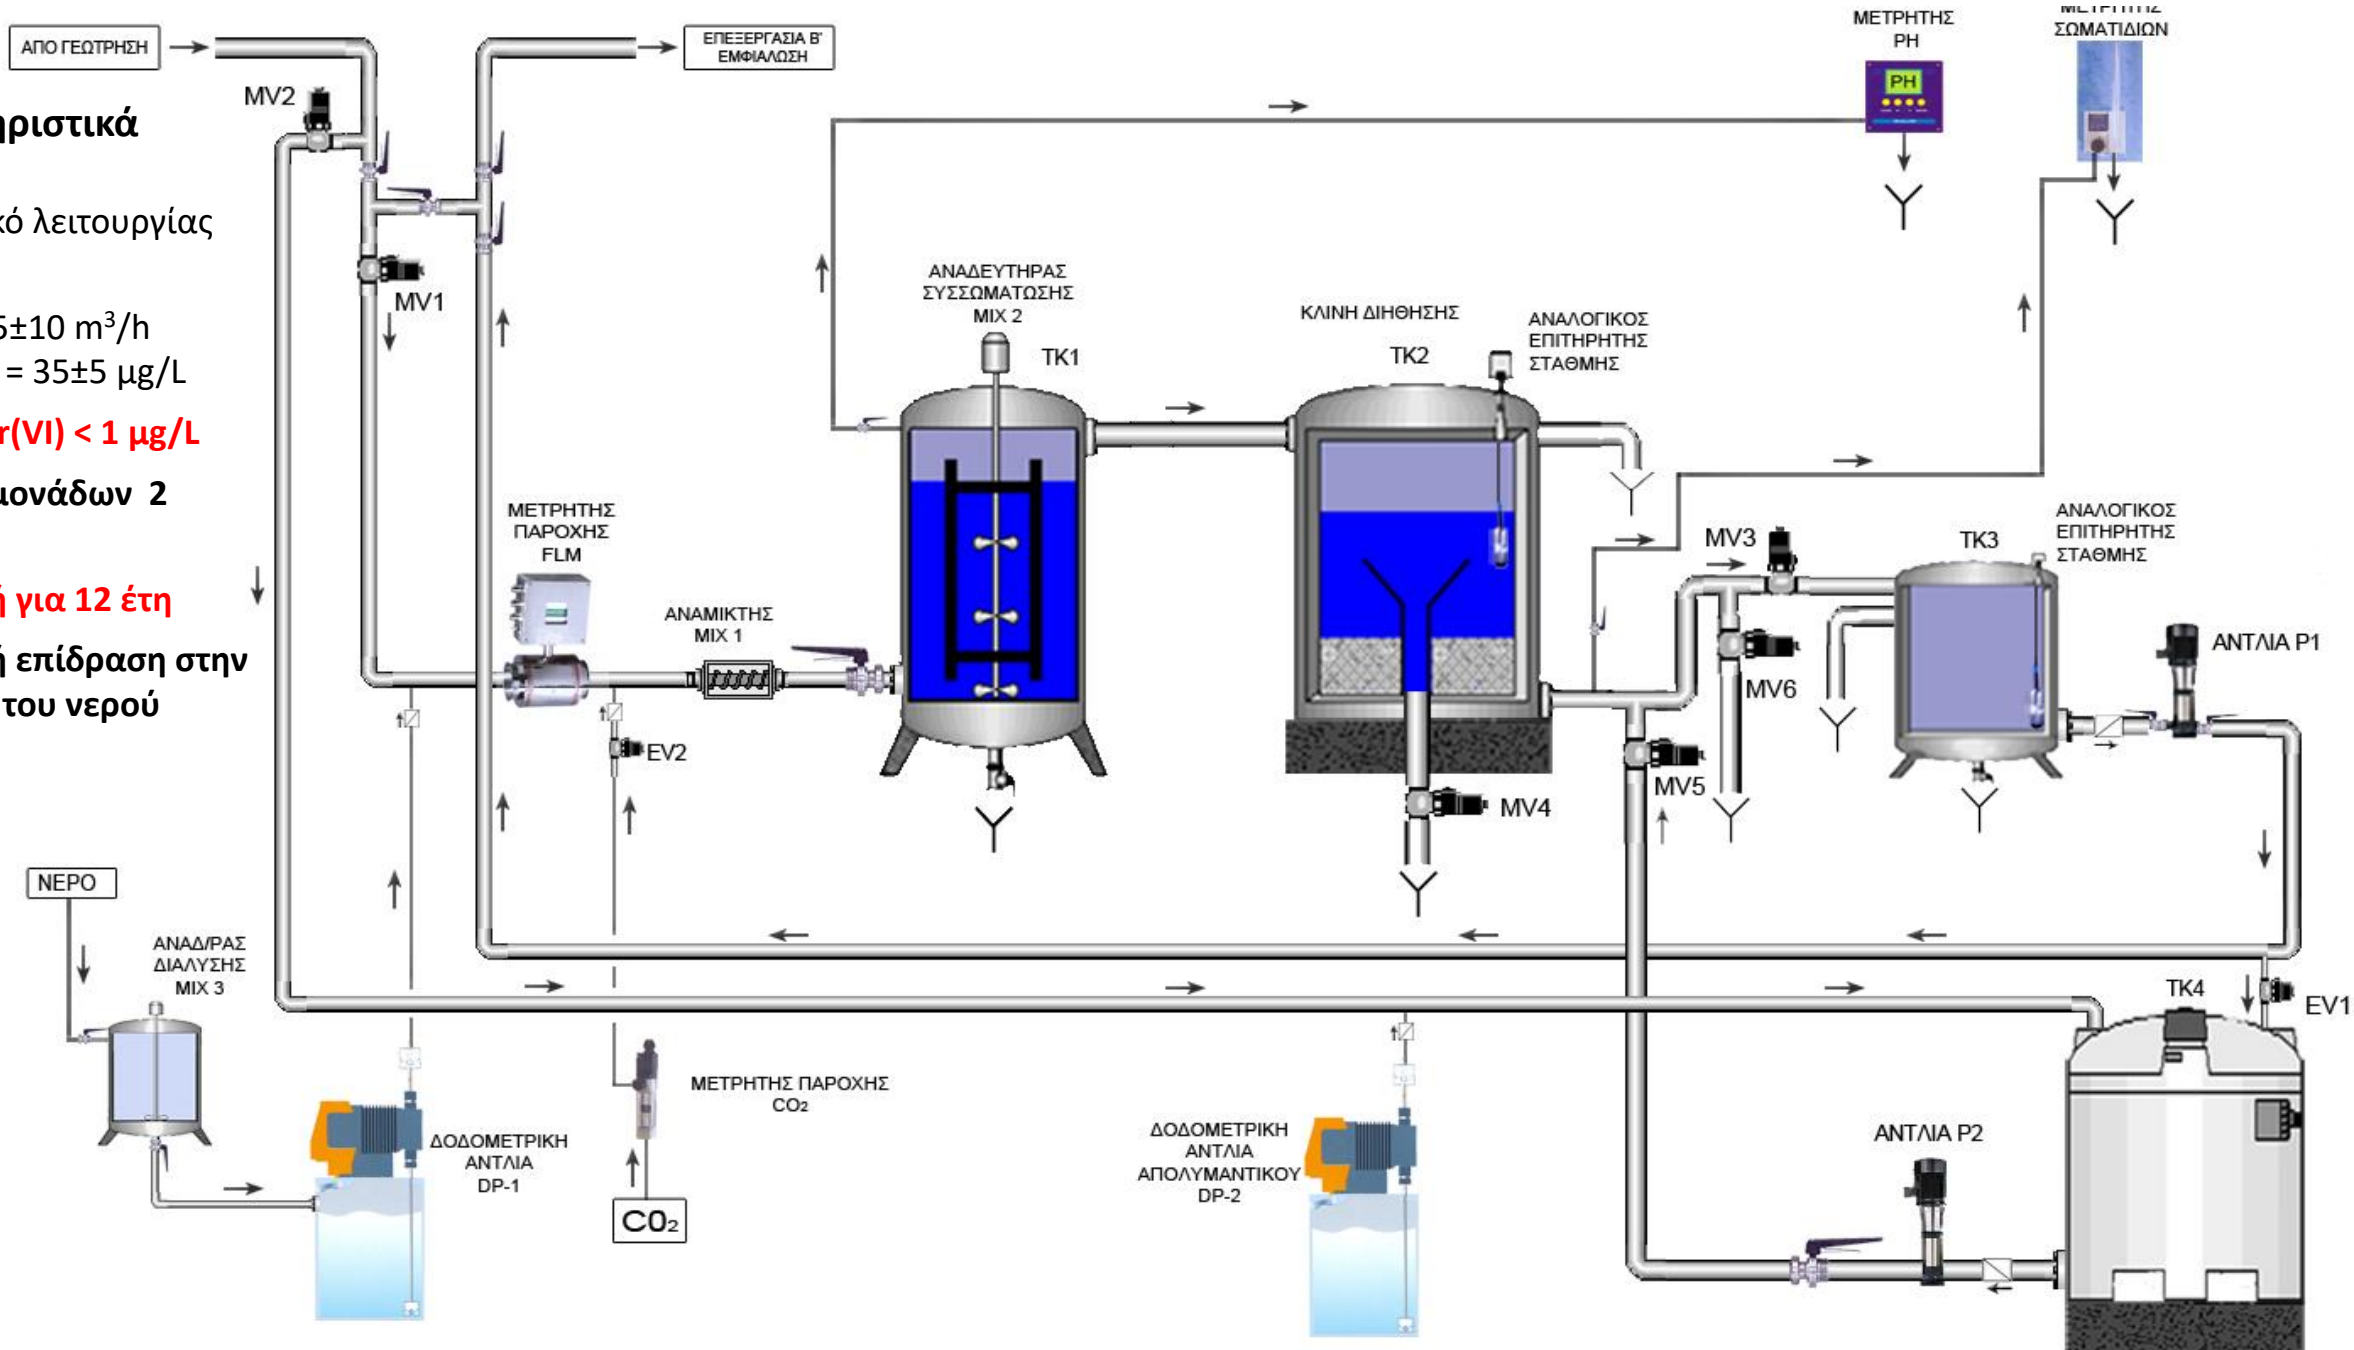 ΑΠΟ ΓΕΩΤΡΗΣΗ
ΕΠΕΞΕΡΓΑΣΙΑ Β'
ΕΜΦΙΑΛΩΣΗ
ΜΕΤΡΗΤΗΣ
PH
ΜΕΤΡΗΤΗΣ
ΣΩΜΑΤΙΔΙΩΝ
PH
MV2
ηριστικά
κό λειτουργίας
MV1
5±10 m³/h
= 35±5 μg/L
r(VI) < 1 μg/L
μονάδων 2
ή για 12 έτη
ή επίδραση στην
του νερού
ΑΝΑΔΕΥΤΗΡΑΣ
ΣΥΣΣΩΜΑΤΩΣΗΣ
MIX 2
TK1
ΚΛΙΝΗ ΔΙΗΘΗΣΗΣ
TK2
ΑΝΑΛΟΓΙΚΟΣ
ΕΠΙΤΗΡΗΤΗΣ
ΣΤΑΘΜΗΣ
ΜΕΤΡΗΤΗΣ
ΠΑΡΟΧΗΣ
FLM
ΑΝΑΜΙΚΤΗΣ
MIX 1
MV3
TK3
ΑΝΑΛΟΓΙΚΟΣ
ΕΠΙΤΗΡΗΤΗΣ
ΣΤΑΘΜΗΣ
ΑΝΤΛΙΑ P1
MV6
EV2
MV5
MV4
ΝΕΡΟ
ΑΝΑΔ/ΡΑΣ
ΔΙΑΛΥΣΗΣ
MIX 3
TK4
EV1
ΔΟΔΟΜΕΤΡΙΚΗ
ΑΝΤΛΙΑ
DP-1
ΜΕΤΡΗΤΗΣ ΠΑΡΟΧΗΣ
CO₂
CO₂
ΔΟΔΟΜΕΤΡΙΚΗ
ΑΝΤΛΙΑ
ΑΠΟΛΥΜΑΝΤΙΚΟΥ
DP-2
ΑΝΤΛΙΑ P2